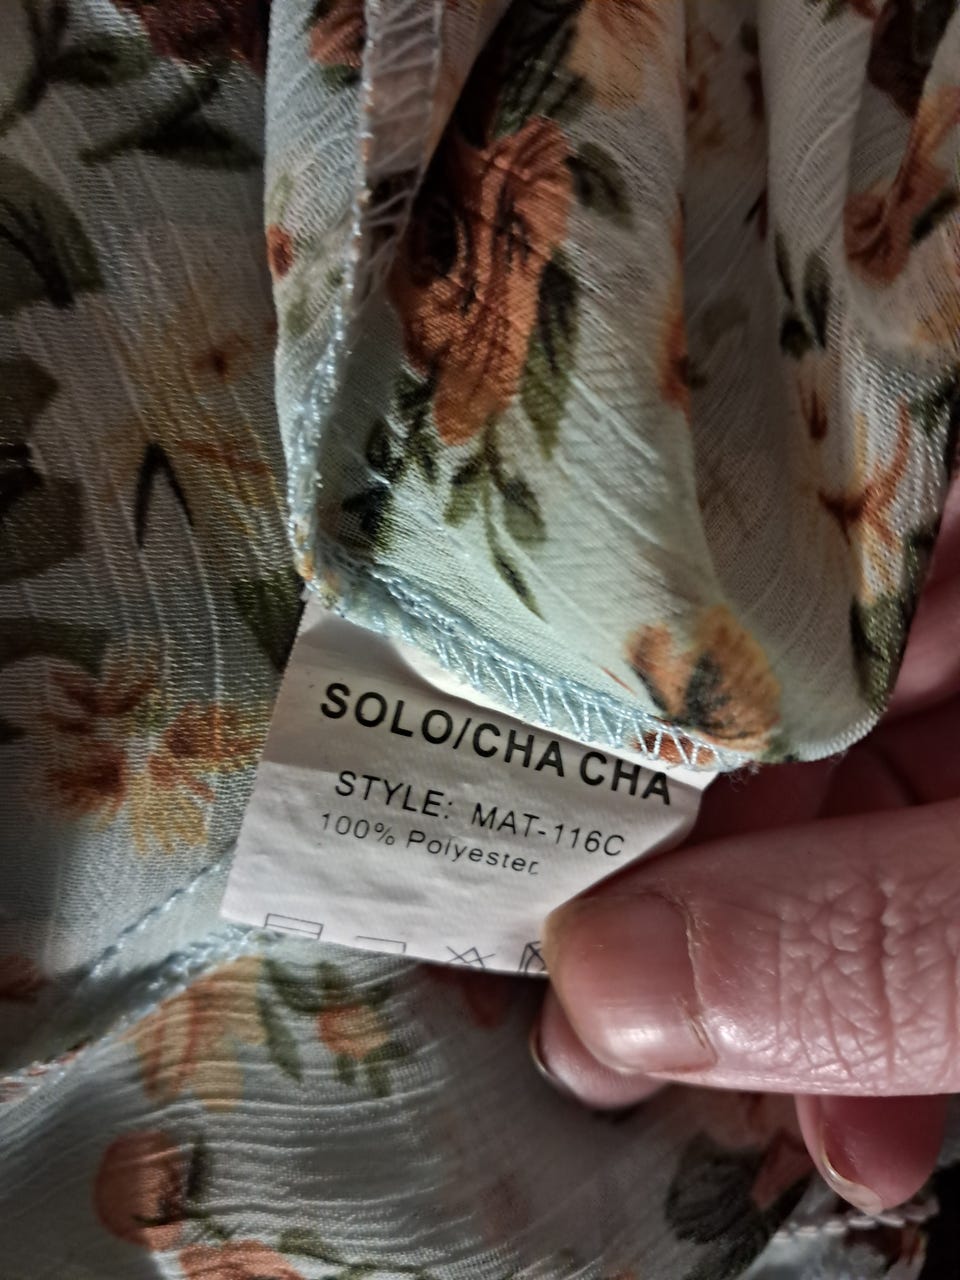 SOLO/CHA CHA
STYLE: MAT-116C
100% Polyester